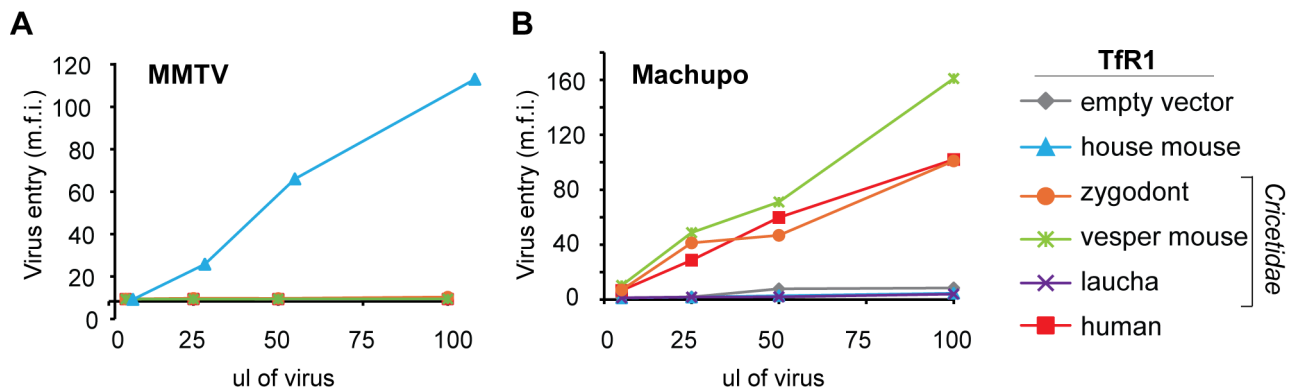 A
MMTV
Virus entry (m.f.i.)
120
100
80
60
40
20
0
0 25 50 75 100
ul of virus
B
Machupo
Virus entry (m.f.i.)
160
120
80
40
0
0 25 50 75 100
ul of virus
TfR1
empty vector
house mouse
zygodont
vesper mouse
laucha
human
Cricetidae